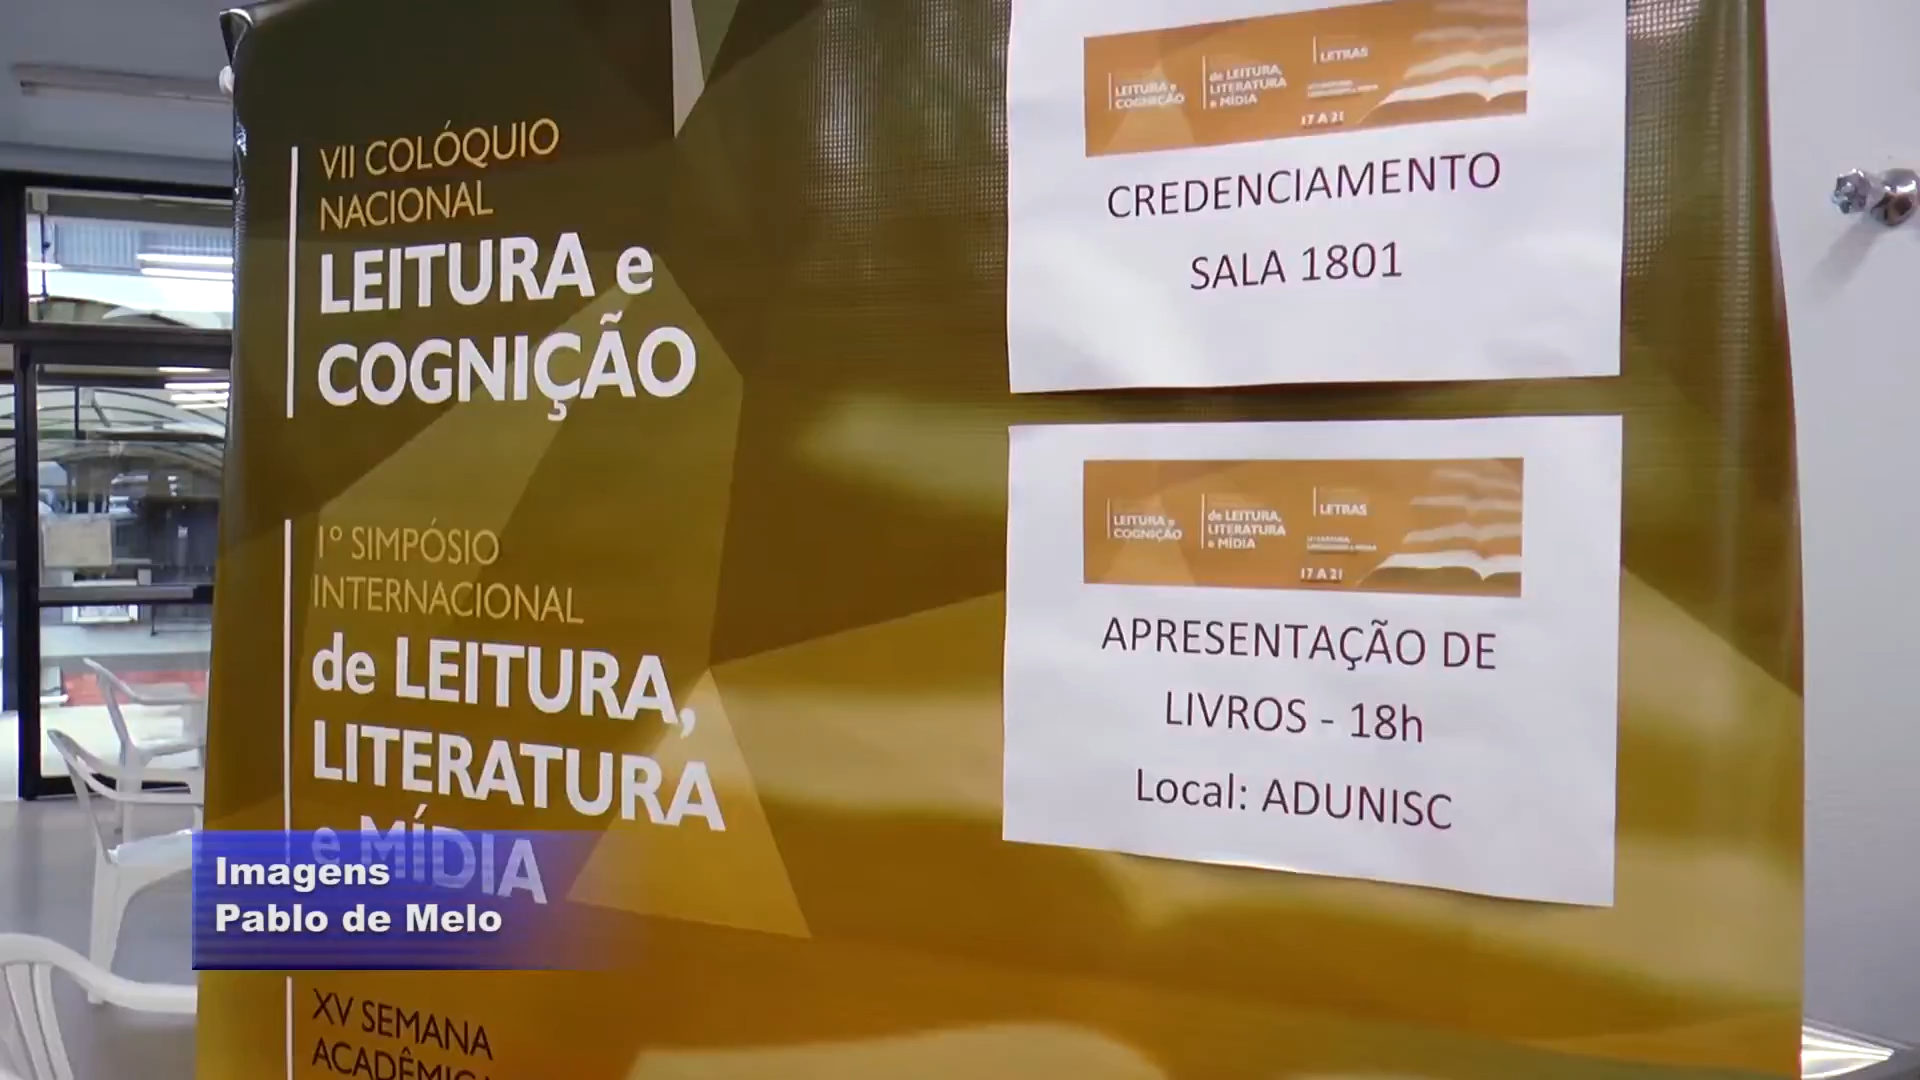 VII COLÓQUIO
NACIONAL
LEITURA e
COGNIÇÃO
1º SIMPÓSIO
INTERNACIONAL
de LEITURA,
LITERATURA
e MÍDIA
XV SEMANA
ACADÊMICA
LEITURA e
COGNIÇÃO
de LEITURA,
LITERATURA
e MÍDIA
LETRAS
17 A 21
CREDENCIAMENTO
SALA 1801
LEITURA e
COGNIÇÃO
de LEITURA,
LITERATURA
e MÍDIA
LETRAS
17 A 21
APRESENTAÇÃO DE
LIVROS - 18h
Local: ADUNISC
Imagens
Pablo de Melo